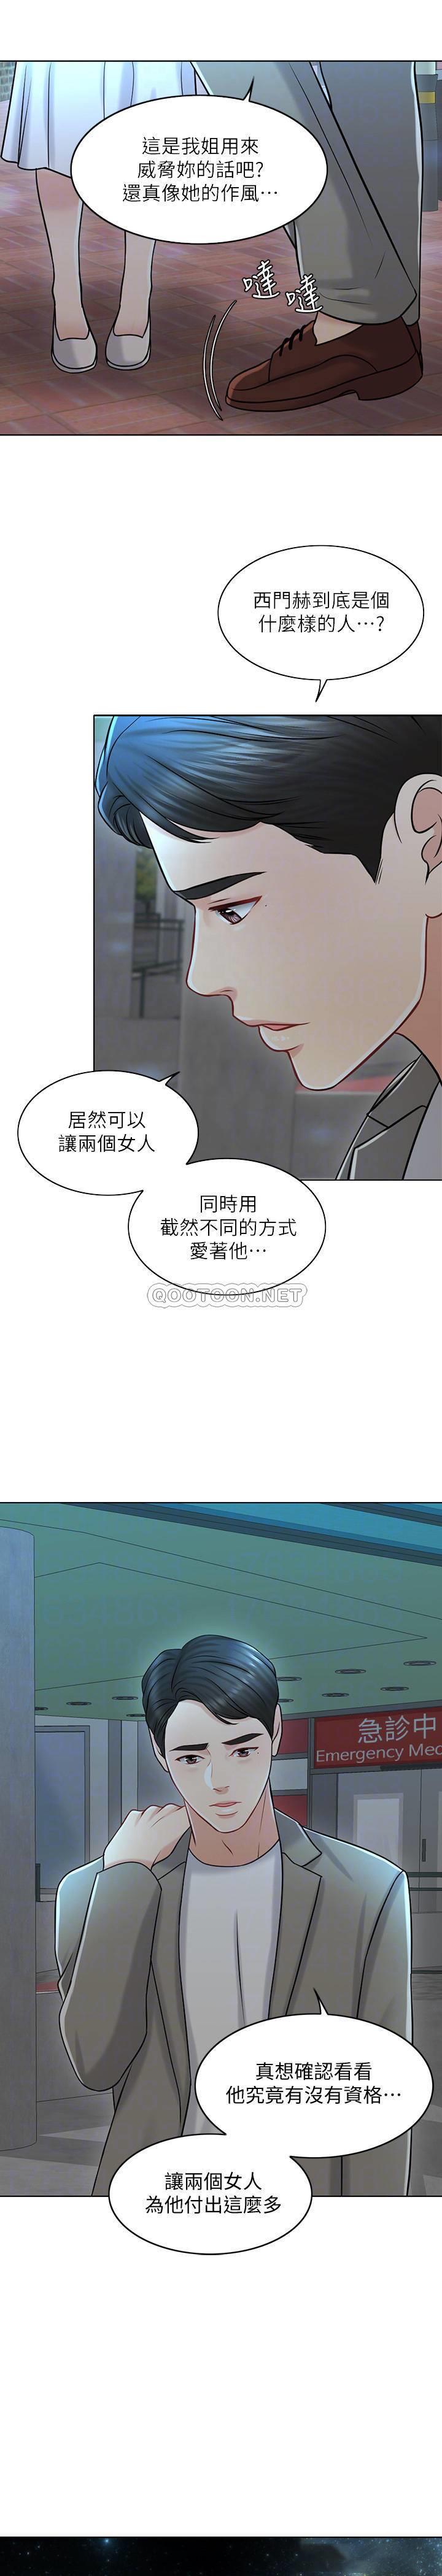 這是我姐用來
威脅妳的話吧?
還真像她的作風…
噠 噠
西門赫到底是個
什麼樣的人…?
居然可以
讓兩個女人
同時用
截然不同的方式
愛著他…
QOOTOON.NET
急診中
Emergency Med
真想確認看看
他究竟有沒有資格…
讓兩個女人
為他付出這麼多